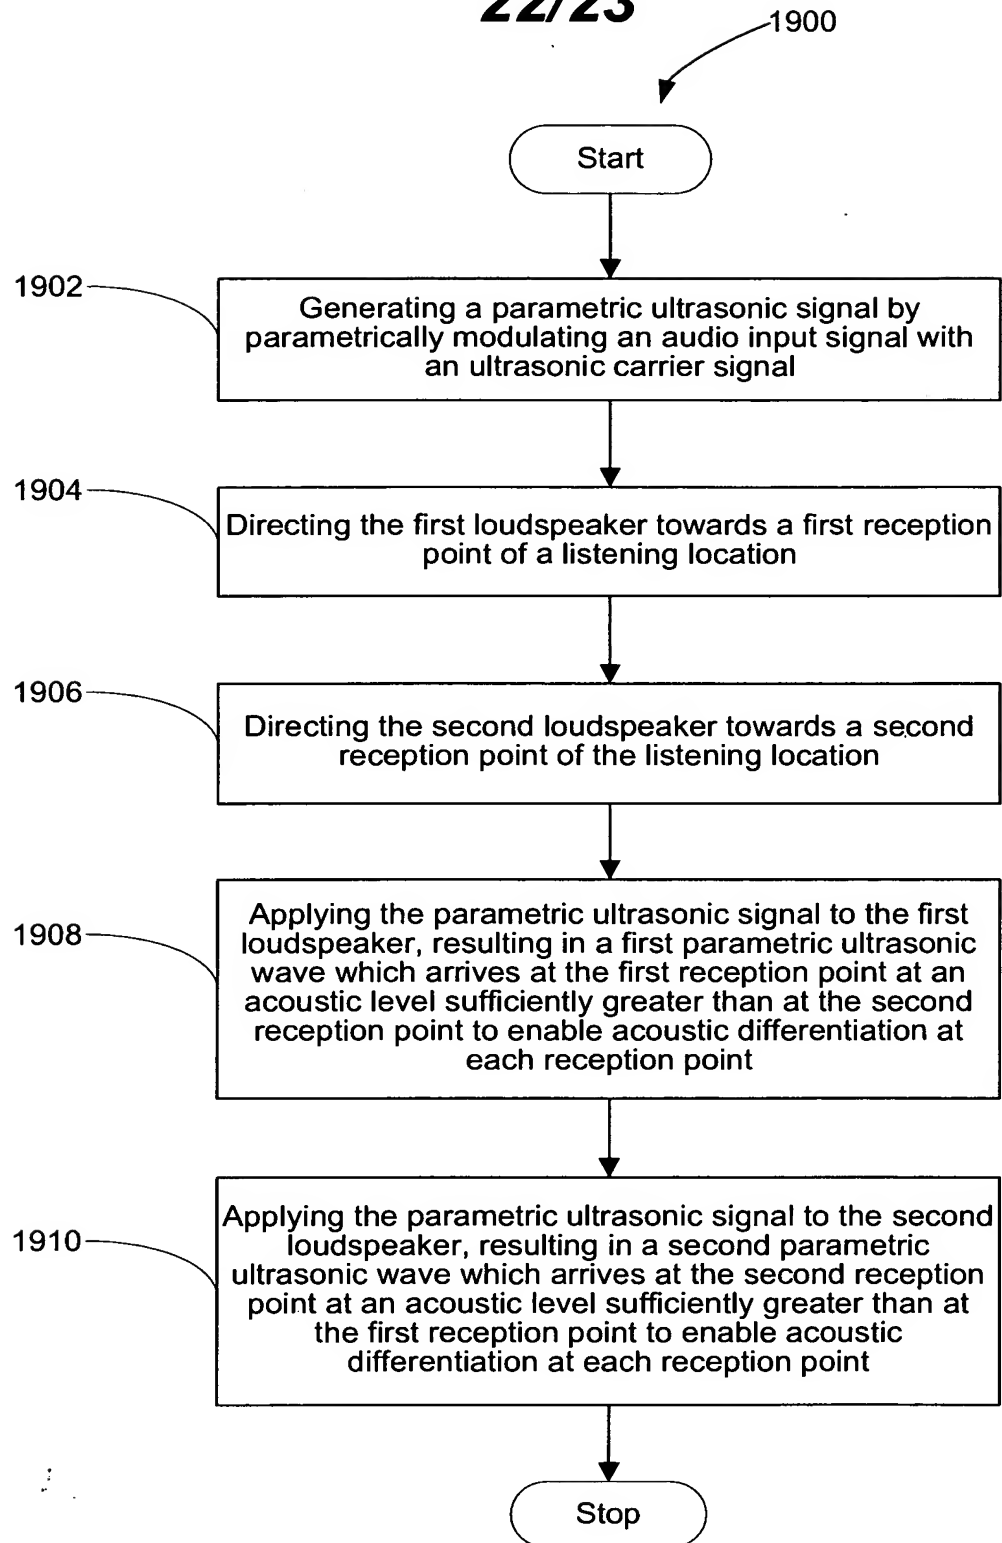 22/23
1900
Start
1902
Generating a parametric ultrasonic signal by
parametrically modulating an audio input signal with
an ultrasonic carrier signal
1904
Directing the first loudspeaker towards a first reception
point of a listening location
1906
Directing the second loudspeaker towards a second
reception point of the listening location
1908
Applying the parametric ultrasonic signal to the first
loudspeaker, resulting in a first parametric ultrasonic
wave which arrives at the first reception point at an
acoustic level sufficiently greater than at the second
reception point to enable acoustic differentiation at
each reception point
1910
Applying the parametric ultrasonic signal to the second
loudspeaker, resulting in a second parametric
ultrasonic wave which arrives at the second reception
point at an acoustic level sufficiently greater than at
the first reception point to enable acoustic
differentiation at each reception point
Stop